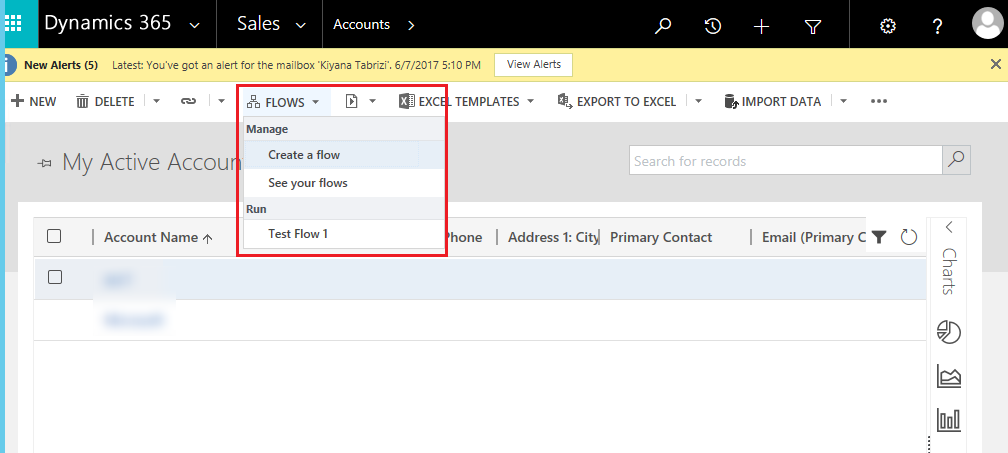 Dynamics 365 Sales Accounts
New Alerts (5) Latest: You've got an alert for the mailbox 'Kiyana Tabrizi'. 6/7/2017 5:10 PM View Alerts
NEW DELETE FLOWS EXCEL TEMPLATES EXPORT TO EXCEL IMPORT DATA
Manage
Create a flow
See your flows
Run
Test Flow 1
My Active Accoun
Search for records
Account Name Phone Address 1: City Primary Contact Email (Primary C
Charts